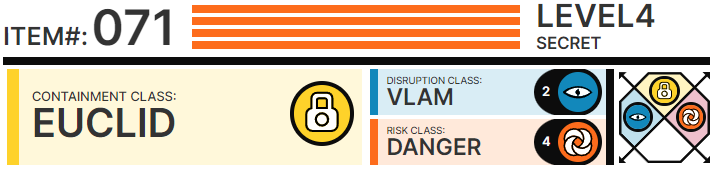 ITEM#: 071
LEVEL4
SECRET
CONTAINMENT CLASS:
EUCLID
DISRUPTION CLASS:
VLAM
2
RISK CLASS:
DANGER
4